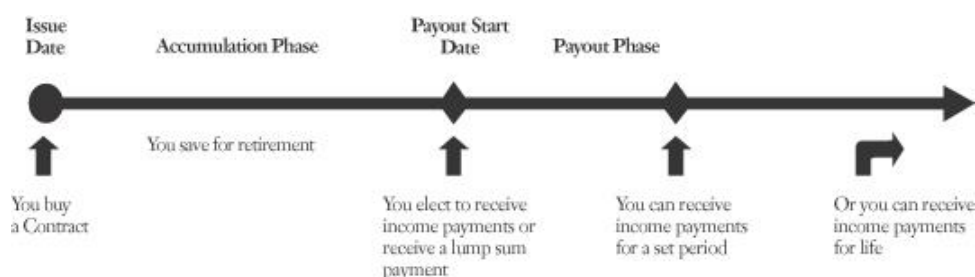 Issue
Date
Accumulation Phase
Payout Start
Date
Payout Phase
You save for retirement
You buy
a Contract
You elect to receive
income payments or
receive a lump sum
payment
You can receive
income payments
for a set period
Or you can receive
income payments
for life